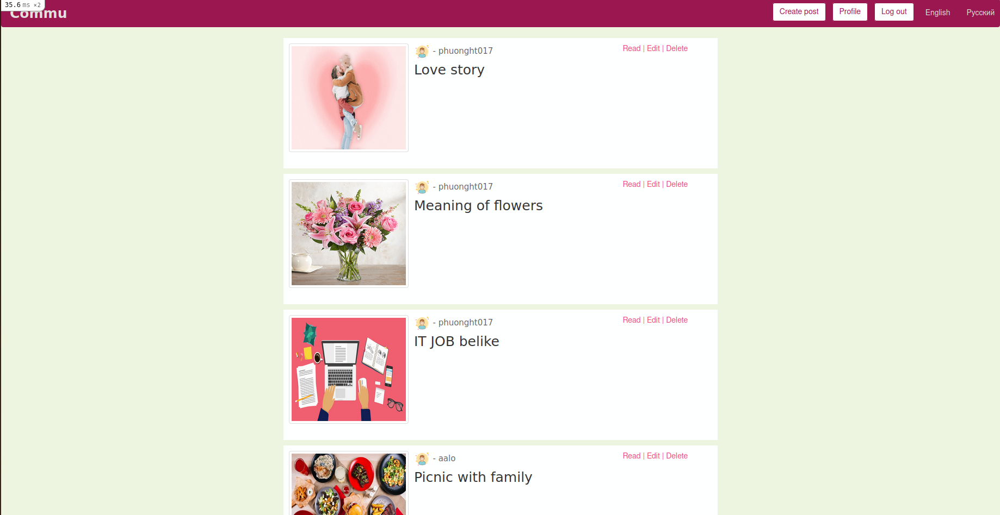 35.6 ms ×2
Commu
Create post
Profile
Log out
English
Русский
- phuonght017
Read | Edit | Delete
Love story
- phuonght017
Read | Edit | Delete
Meaning of flowers
- phuonght017
Read | Edit | Delete
IT JOB belike
- aalo
Read | Edit | Delete
Picnic with family